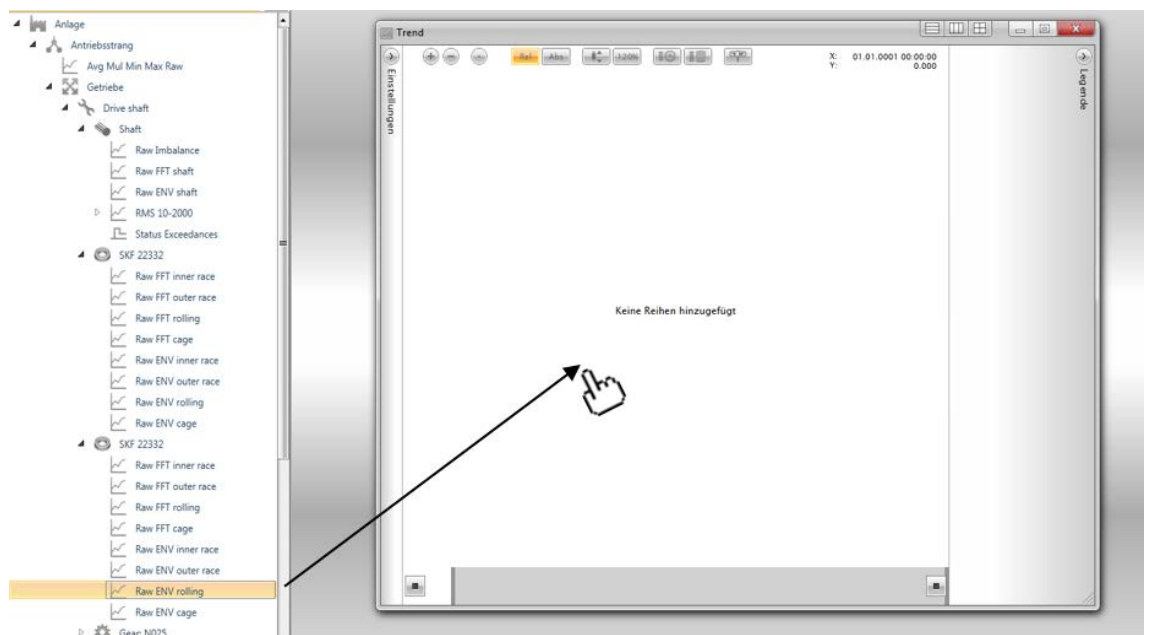 Anlage
Antriebsstrang
Avg Mul Min Max Raw
Getriebe
Drive shaft
Shaft
Raw Imbalance
Raw FFT shaft
Raw ENV shaft
RMS 10-2000
Status Exceedances
SKF 22332
Raw FFT inner race
Raw FFT outer race
Raw FFT rolling
Raw FFT cage
Raw ENV inner race
Raw ENV outer race
Raw ENV rolling
Raw ENV cage
SKF 22332
Raw FFT inner race
Raw FFT outer race
Raw FFT rolling
Raw FFT cage
Raw ENV inner race
Raw ENV outer race
Raw ENV rolling
Raw ENV cage
Gear: N025
Trend
Rel Abs ±20%
X: 01.01.0001 00:00:00
Y: 0.000
Einstellungen
Legende
Keine Reihen hinzugefügt